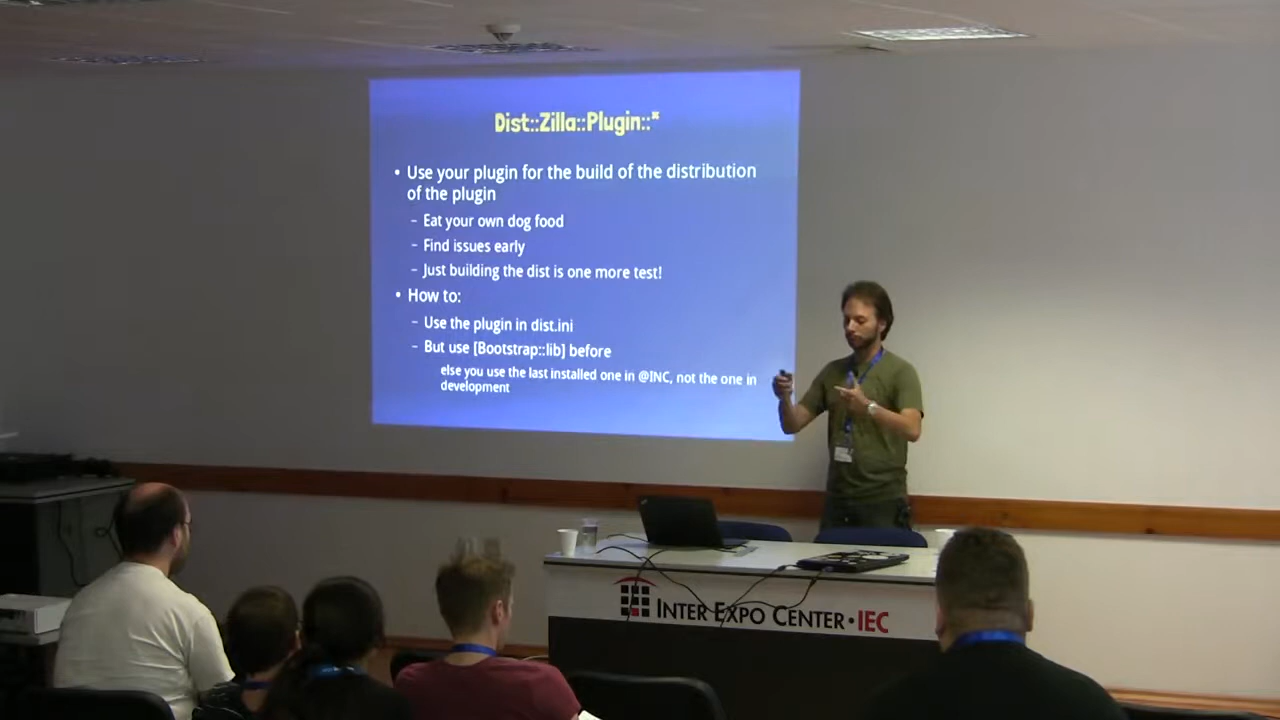 Dist::Zilla::Plugin::*
• Use your plugin for the build of the distribution
of the plugin
– Eat your own dog food
– Find issues early
– Just building the dist is one more test!
• How to:
– Use the plugin in dist.ini
– But use [Bootstrap::lib] before
else you use the last installed one in @INC, not the one in
development
INTER EXPO CENTER • IEC